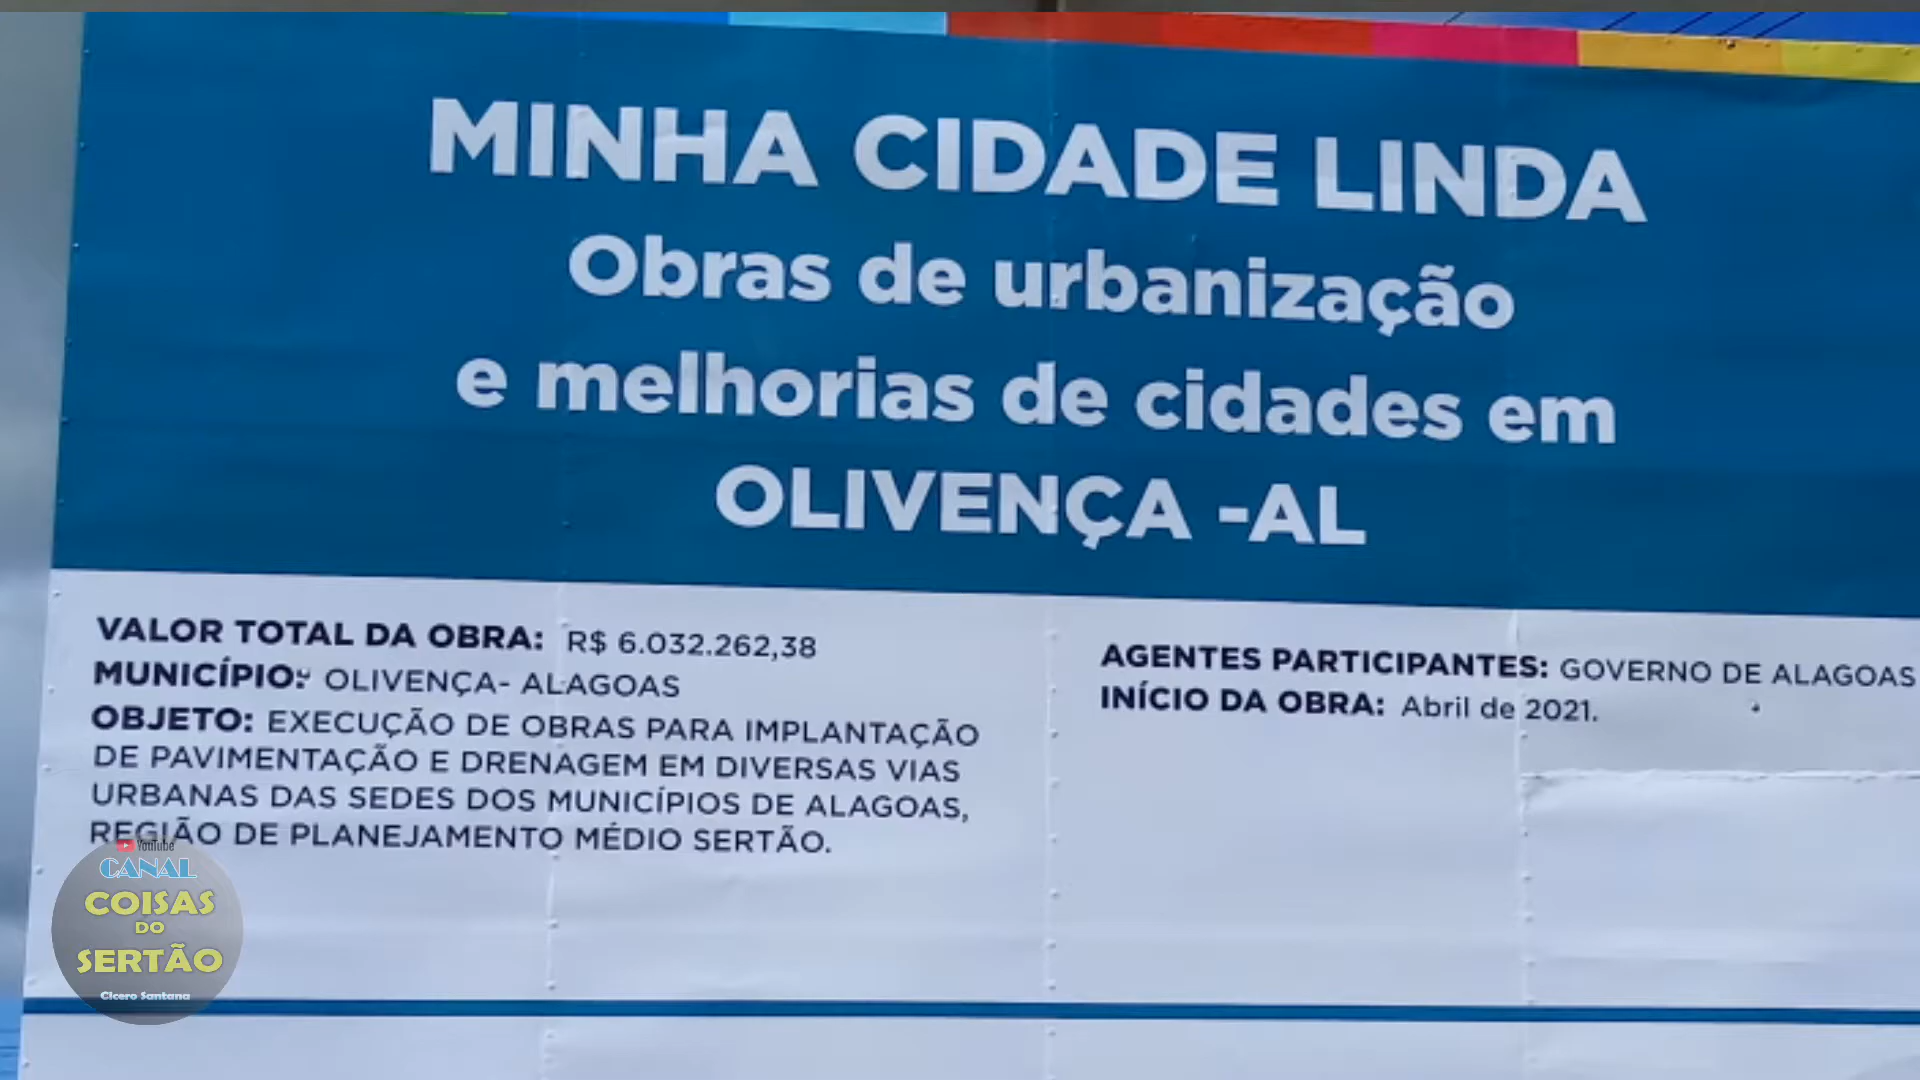 MINHA CIDADE LINDA
Obras de urbanização
e melhorias de cidades em
OLIVENÇA -AL
VALOR TOTAL DA OBRA: R$ 6.032.262,38
MUNICÍPIO: OLIVENÇA- ALAGOAS
OBJETO: EXECUÇÃO DE OBRAS PARA IMPLANTAÇÃO
DE PAVIMENTAÇÃO E DRENAGEM EM DIVERSAS VIAS
URBANAS DAS SEDES DOS MUNICÍPIOS DE ALAGOAS,
REGIÃO DE PLANEJAMENTO MÉDIO SERTÃO.
AGENTES PARTICIPANTES: GOVERNO DE ALAGOAS
INÍCIO DA OBRA: Abril de 2021.
YouTube
CANAL
COISAS
DO
SERTÃO
Cicero Santana